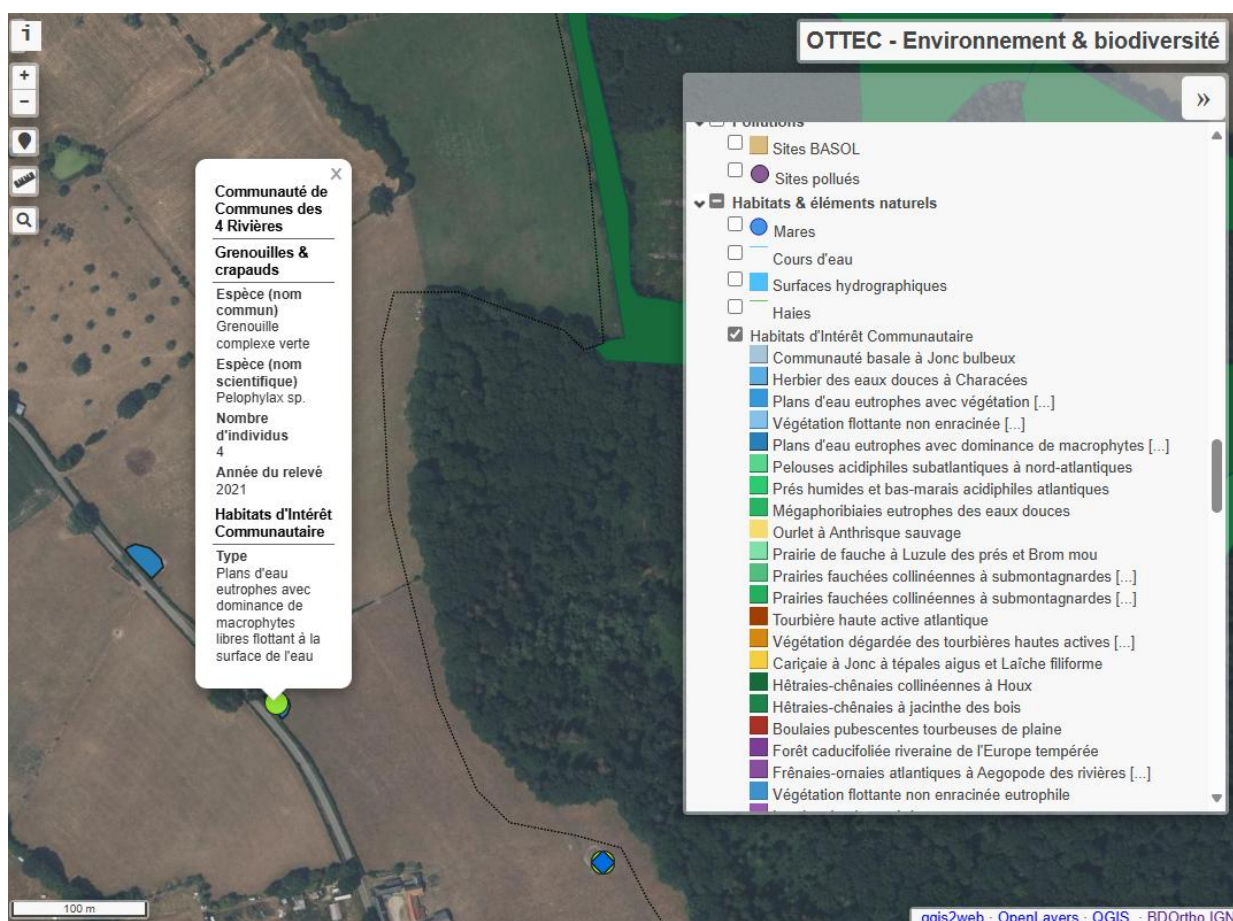 i
OTTEC - Environnement & biodiversité
+
−
»
x
Communauté de
Communes des
4 Rivières
Grenouilles &
crapauds
Espèce (nom
commun)
Grenouille
complexe verte
Espèce (nom
scientifique)
Pelophylax sp.
Nombre
d'individus
4
Année du relevé
2021
Habitats d'Intérêt
Communautaire
Type
Plans d'eau
eutrophes avec
dominance de
macrophytes
libres flottant à la
surface de l'eau
Pollutions
Sites BASOL
Sites pollués
Habitats & éléments naturels
Mares
Cours d'eau
Surfaces hydrographiques
Haies
Habitats d'Intérêt Communautaire
Communauté basale à Jonc bulbeux
Herbier des eaux douces à Characées
Plans d'eau eutrophes avec végétation [...]
Végétation flottante non enracinée [...]
Plans d'eau eutrophes avec dominance de macrophytes [...]
Pelouses acidiphiles subatlantiques à nord-atlantiques
Prés humides et bas-marais acidiphiles atlantiques
Mégaphoribiaies eutrophes des eaux douces
Ourlet à Anthrisque sauvage
Prairie de fauche à Luzule des prés et Brom mou
Prairies fauchées collinéennes à submontagnardes [...]
Prairies fauchées collinéennes à submontagnardes [...]
Tourbière haute active atlantique
Végétation dégardée des tourbières hautes actives [...]
Cariçaie à Jonc à tépales aigus et Laîche filiforme
Hêtraies-chênaies collinéennes à Houx
Hêtraies-chênaies à jacinthe des bois
Boulaies pubescentes tourbeuses de plaine
Forêt caducifoliée riveraine de l'Europe tempérée
Frênaies-ornaies atlantiques à Aegopode des rivières [...]
Végétation flottante non enracinée eutrophile
100 m
qgis2web · OpenLayers · QGIS · BDOrtho IGN